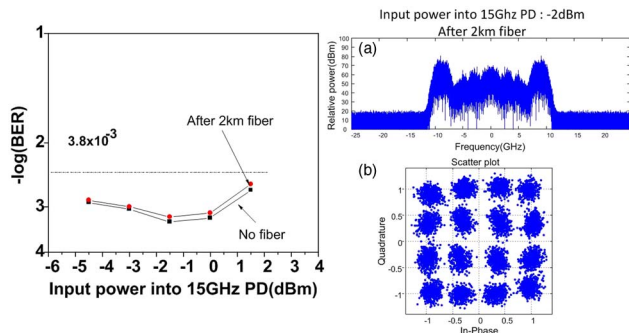 1
2
3
4
-log(BER)
3.8x10-3
After 2km fiber
No fiber
-6 -5 -4 -3 -2 -1 0 1 2 3 4
Input power into 15GHz PD(dBm)
Input power into 15Ghz PD : -2dBm
After 2km fiber
(a)
Relative power(dBm)
100
90
80
70
60
50
40
30
20
10
0
-25 -20 -15 -10 -5 0 5 10 15 20
Frequency(GHz)
(b)
Scatter plot
Quadrature
1
0.5
0
-0.5
-1
-1 -0.5 0 0.5 1
In-Phase